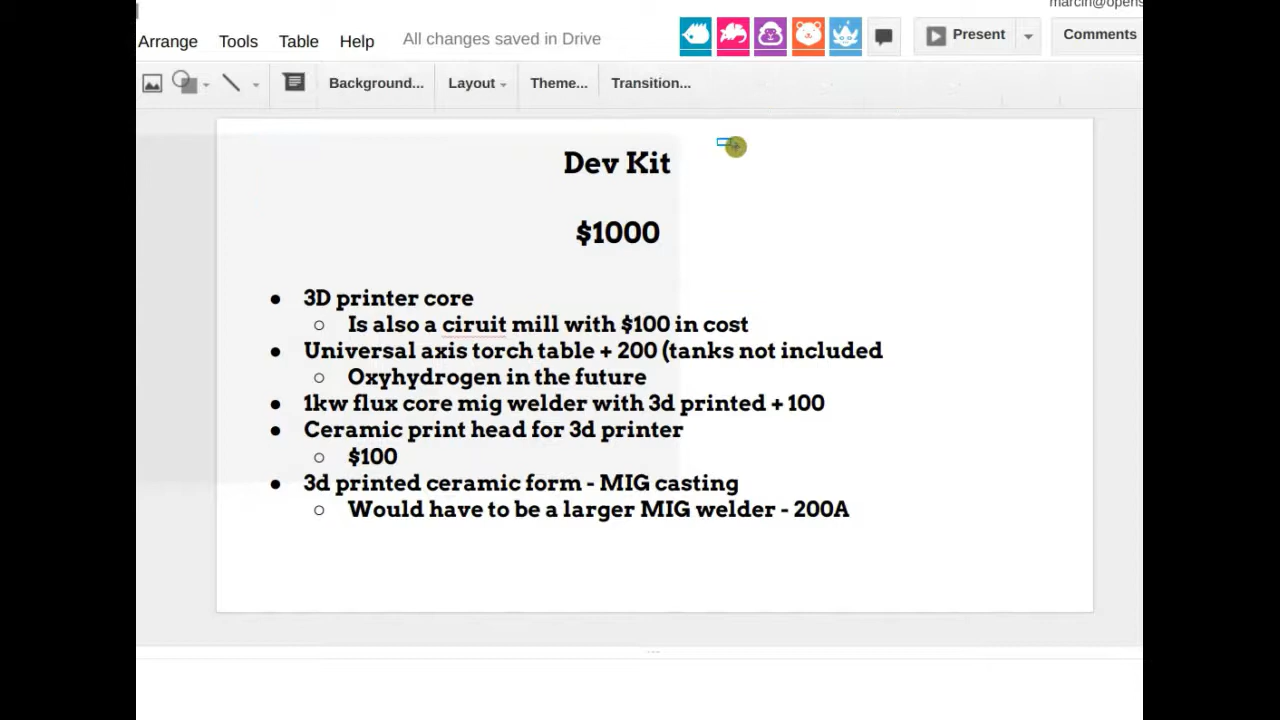 marcin@opens
Arrange Tools Table Help All changes saved in Drive Present Comments
Background... Layout Theme... Transition...
Dev Kit
$1000
● 3D printer core
○ Is also a ciruit mill with $100 in cost
● Universal axis torch table + 200 (tanks not included
○ Oxyhydrogen in the future
● 1kw flux core mig welder with 3d printed + 100
● Ceramic print head for 3d printer
○ $100
● 3d printed ceramic form - MIG casting
○ Would have to be a larger MIG welder - 200A